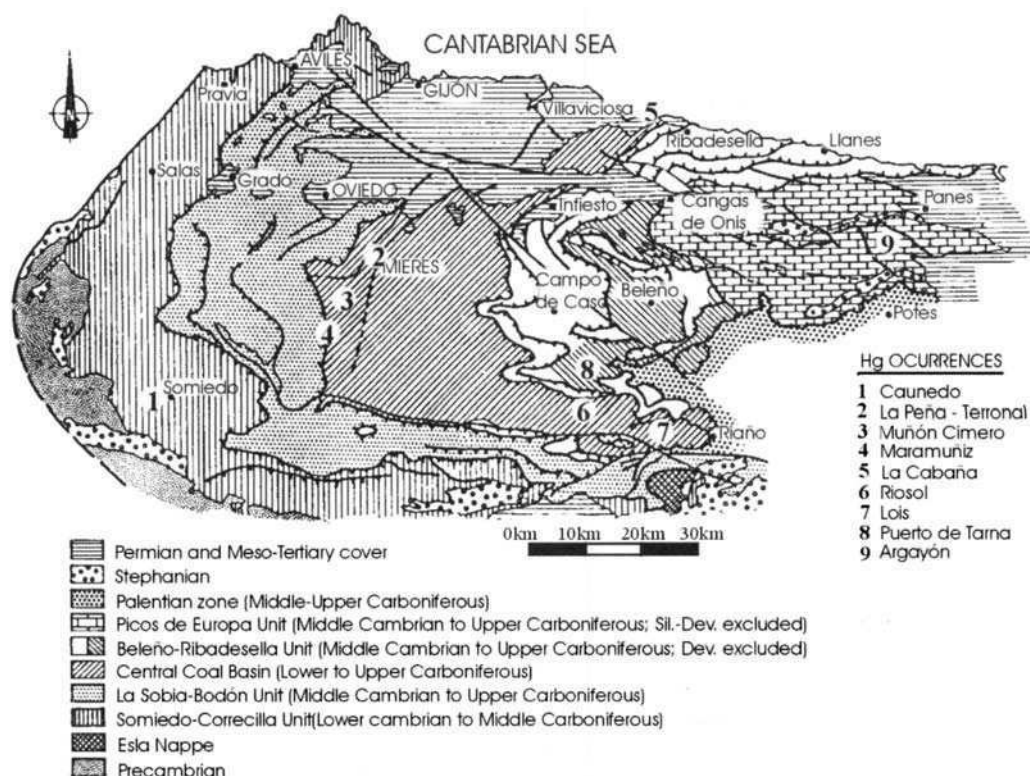 CANTABRIAN SEA
AVILES
Pravia
GIJÓN
Villaviciosa
5
Ribadesella
Llanes
Salas
Grado
OVIEDO
Infiesto
Cangas
de Onis
Panes
2
MIERES
9
3
Campo
de Caso
Beleño
4
Potes
8
1
Somiedo
6
7
Riaño
N
Hg OCURRENCES
1 Caunedo
2 La Peña - Terronal
3 Muñón Cimero
4 Maramuñiz
5 La Cabaña
6 Riosol
7 Lois
8 Puerto de Tarna
9 Argayón
0km 10km 20km 30km
Permian and Meso-Tertiary cover
Stephanian
Palentian zone (Middle-Upper Carboniferous)
Picos de Europa Unit (Middle Cambrian to Upper Carboniferous; Sil.-Dev. excluded)
Beleño-Ribadesella Unit (Middle Cambrian to Upper Carboniferous; Dev. excluded)
Central Coal Basin (Lower to Upper Carboniferous)
La Sobia-Bodón Unit (Middle Cambrian to Upper Carboniferous)
Somiedo-Correcilla Unit(Lower cambrian to Middle Carboniferous)
Esla Nappe
Precambrian